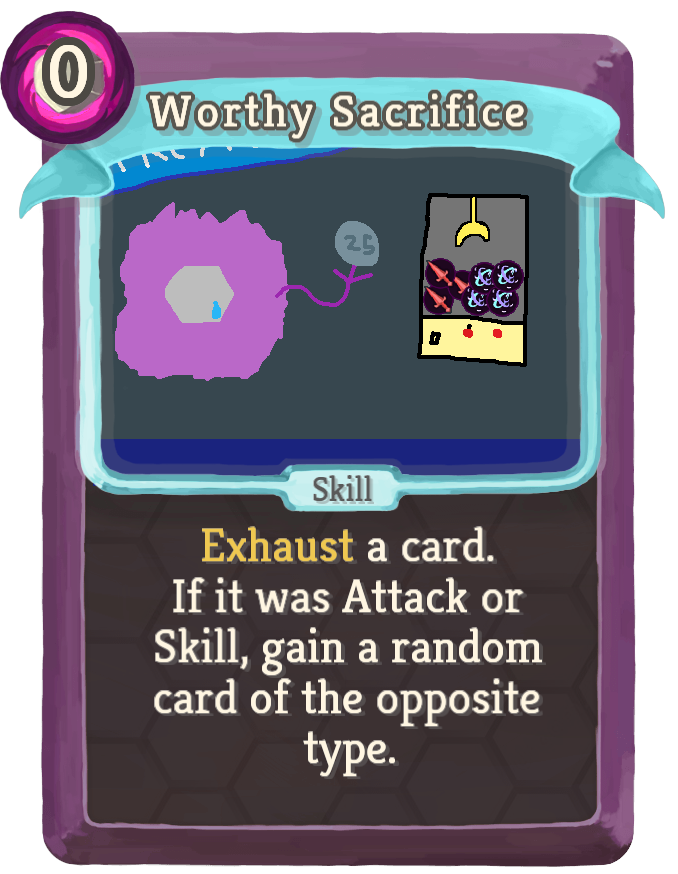 0
Worthy Sacrifice
25
Skill
Exhaust a card.
If it was Attack or
Skill, gain a random
card of the opposite
type.